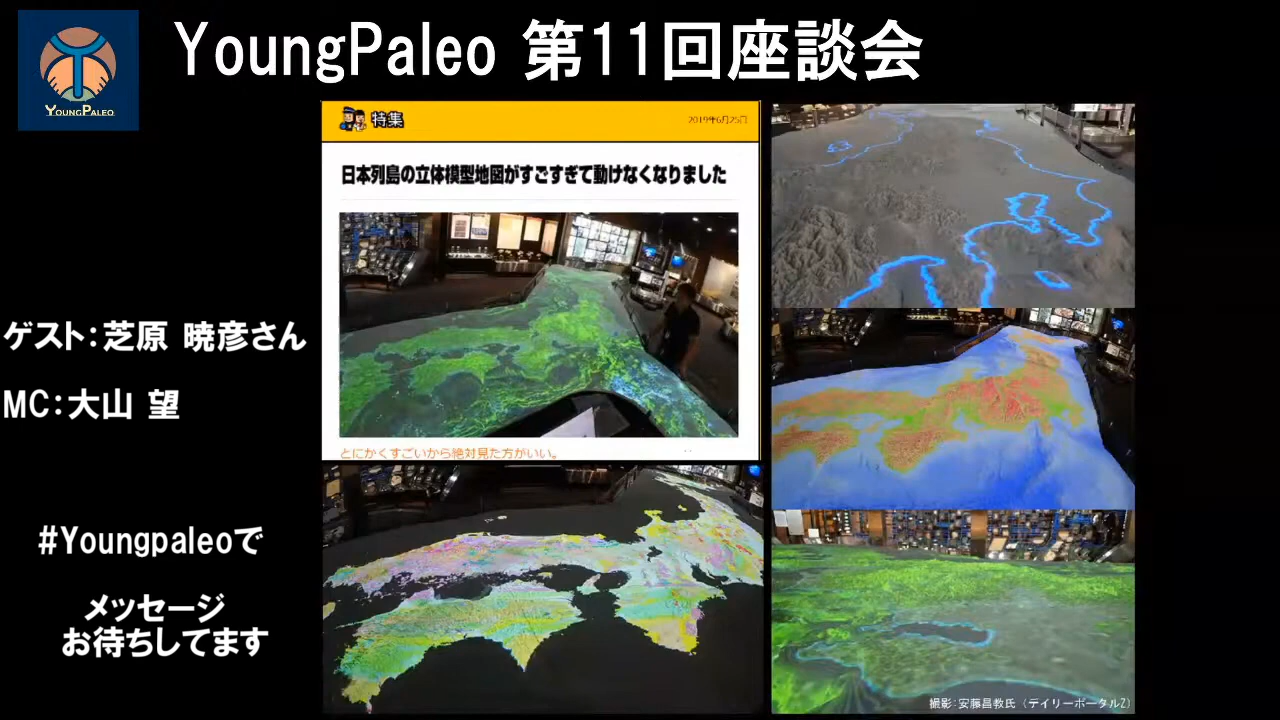 YoungPaleo 第11回座談会
YOUNGPALEO
特集
2019年6月25日
日本列島の立体模型地図がすごすぎて動けなくなりました
とにかくすごいから絶対見た方がいい。
ゲスト：芝原 暁彦さん
MC：大山 望
#Youngpaleoで
メッセージ
お待ちしてます
撮影：安藤昌教氏（デイリーポータルZ）